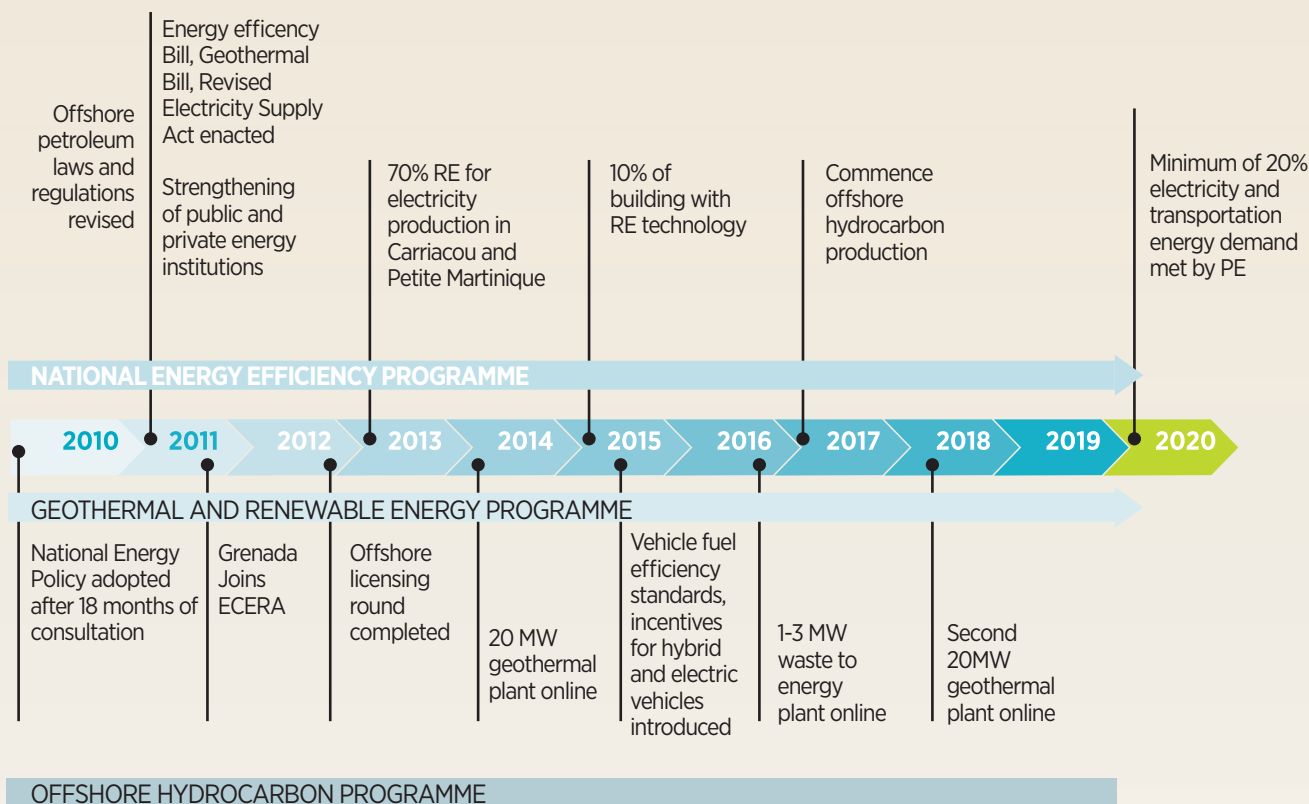 Offshore
petroleum
laws and
regulations
revised
Energy efficency
Bill, Geothermal
Bill, Revised
Electricity Supply
Act enacted
Strengthening
of public and
private energy
institutions
70% RE for
electricity
production in
Carriacou and
Petite Martinique
10% of
building with
RE technology
Commence
offshore
hydrocarbon
production
Minimum of 20%
electricity and
transportation
energy demand
met by PE
NATIONAL ENERGY EFFICIENCY PROGRAMME
2010 2011 2012 2013 2014 2015 2016 2017 2018 2019 2020
GEOTHERMAL AND RENEWABLE ENERGY PROGRAMME
National Energy
Policy adopted
after 18 months of
consultation
Grenada
Joins
ECERA
Offshore
licensing
round
completed
20 MW
geothermal
plant online
Vehicle fuel
efficiency
standards,
incentives
for hybrid
and electric
vehicles
introduced
1-3 MW
waste to
energy
plant online
Second
20MW
geothermal
plant online
OFFSHORE HYDROCARBON PROGRAMME